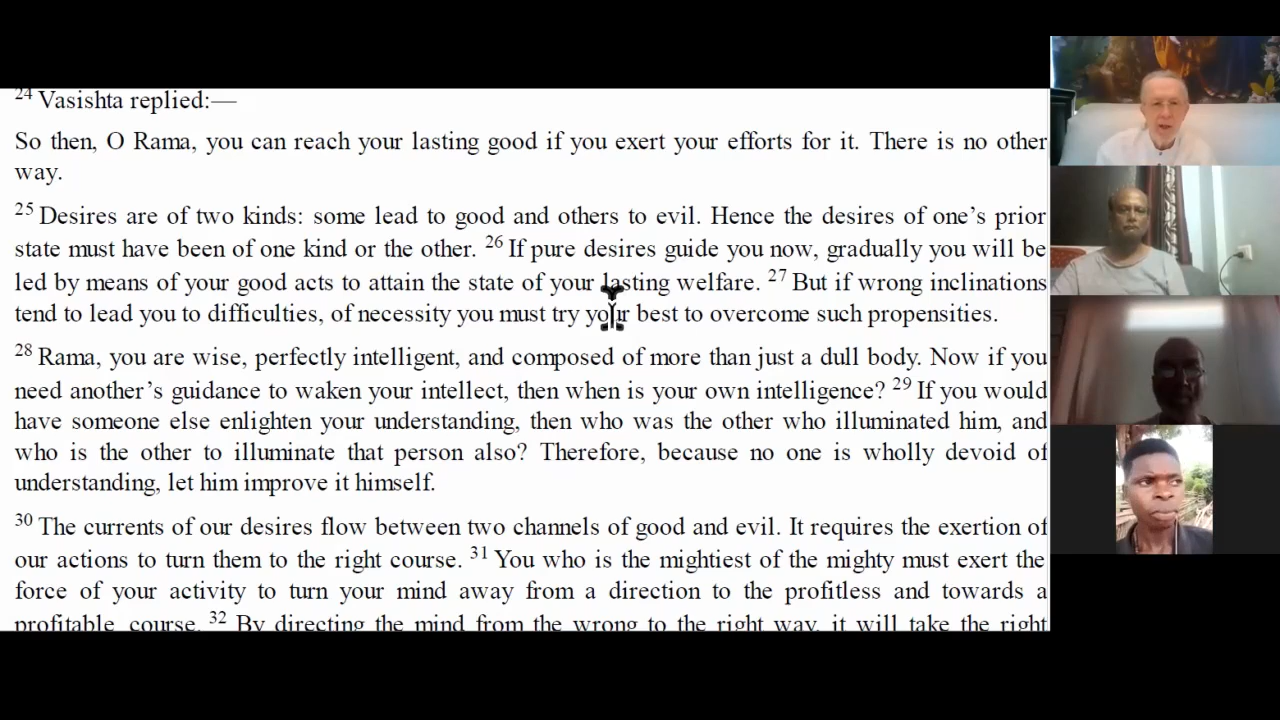 24 Vasishta replied:—
So then, O Rama, you can reach your lasting good if you exert your efforts for it. There is no other
way.
25 Desires are of two kinds: some lead to good and others to evil. Hence the desires of one’s prior
state must have been of one kind or the other. 26 If pure desires guide you now, gradually you will be
led by means of your good acts to attain the state of your lasting welfare. 27 But if wrong inclinations
tend to lead you to difficulties, of necessity you must try your best to overcome such propensities.
28 Rama, you are wise, perfectly intelligent, and composed of more than just a dull body. Now if you
need another’s guidance to waken your intellect, then when is your own intelligence? 29 If you would
have someone else enlighten your understanding, then who was the other who illuminated him, and
who is the other to illuminate that person also? Therefore, because no one is wholly devoid of
understanding, let him improve it himself.
30 The currents of our desires flow between two channels of good and evil. It requires the exertion of
our actions to turn them to the right course. 31 You who is the mightiest of the mighty must exert the
force of your activity to turn your mind away from a direction to the profitless and towards a
profitable course. 32 By directing the mind from the wrong to the right way, it will take the right